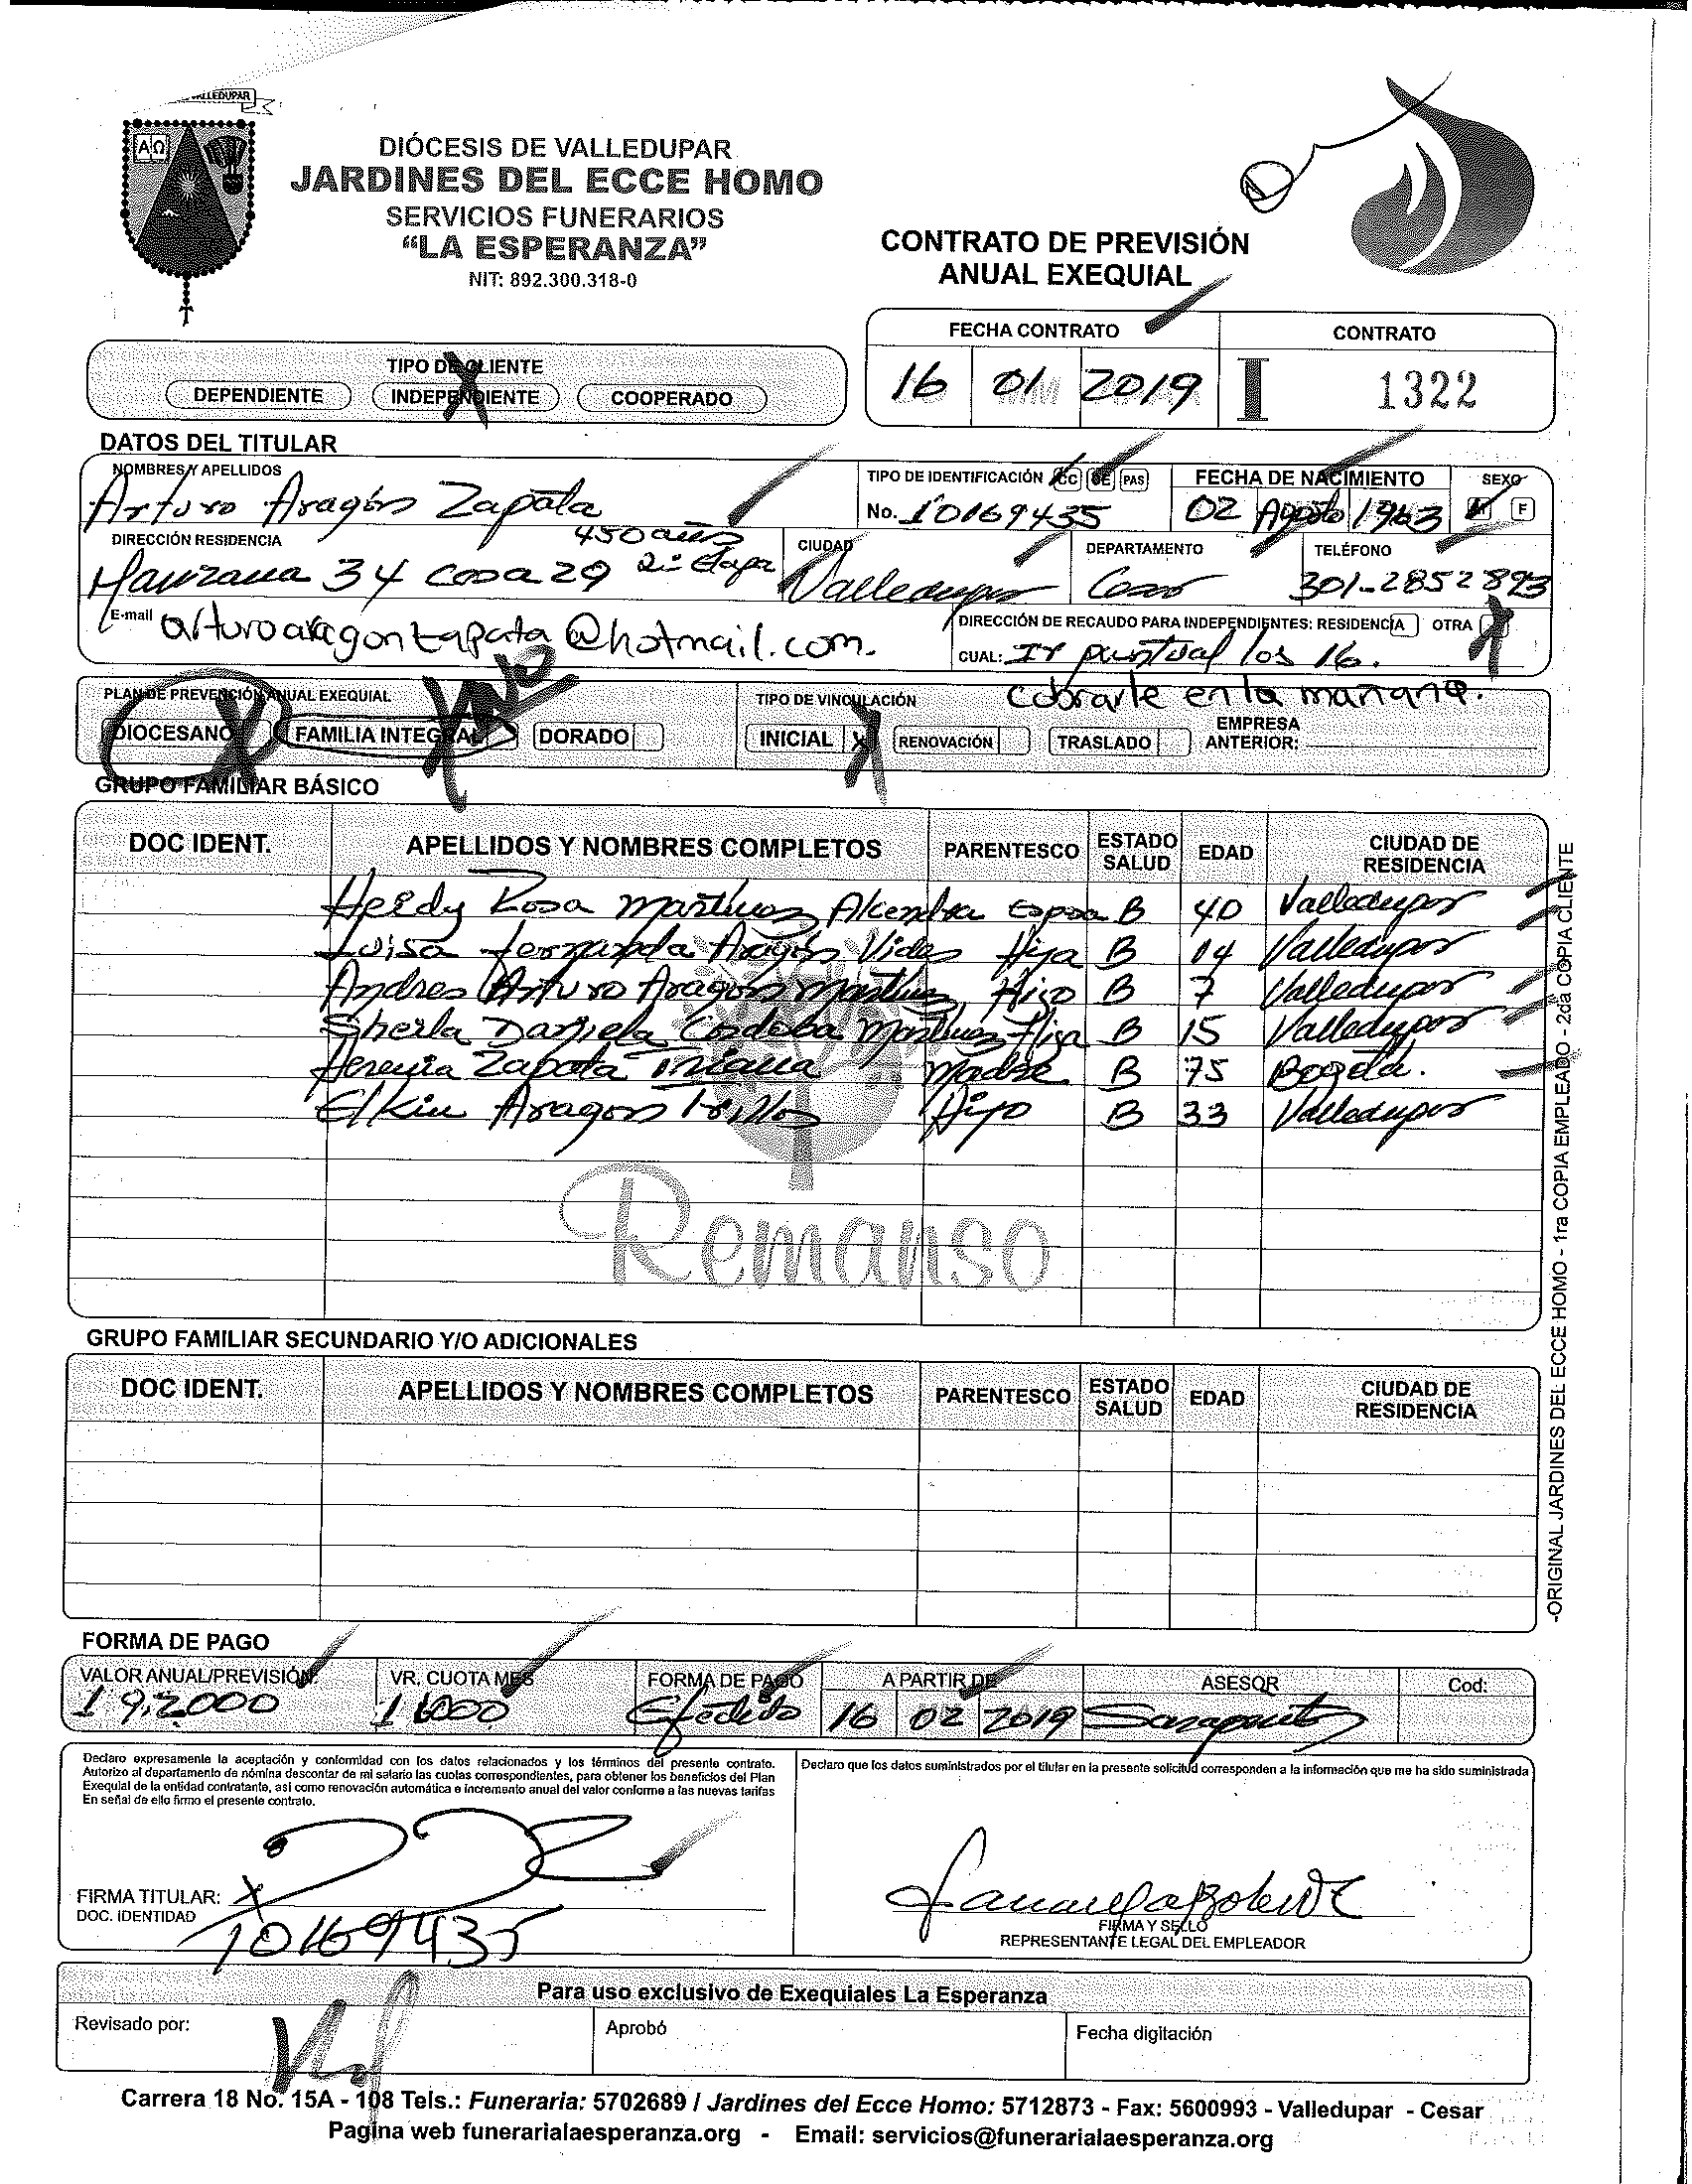 VALLEDUPAR
DIÓCESIS DE VALLEDUPAR
JARDINES DEL ECCE HOMO
SERVICIOS FUNERARIOS
“LA ESPERANZA”
NIT: 892.300.318-0
CONTRATO DE PREVISIÓN
ANUAL EXEQUIAL
FECHA CONTRATO CONTRATO
16 01 2019 I 1322
TIPO DE CLIENTE
DEPENDIENTE INDEPENDIENTE COOPERADO
DATOS DEL TITULAR
NOMBRES Y APELLIDOS
Arturo Aragón Zapata
TIPO DE IDENTIFICACIÓN CC CE PAS
No. 10169435
FECHA DE NACIMIENTO
02 Agosto 1963
SEXO
M F
DIRECCIÓN RESIDENCIA
450 años
Manzana 34 casa 29 2ª Etapa
CIUDAD
Valledupar
DEPARTAMENTO
Cesar
TELÉFONO
301-2852893
E-mail arturoaragonzapata@hotmail.com.
DIRECCIÓN DE RECAUDO PARA INDEPENDIENTES: RESIDENCÍA OTRA
CUAL: Ir puntual los 16.
cobrarle en la mañana.
PLAN DE PREVENCIÓN ANUAL EXEQUIAL
DIOCESANO FAMILIA INTEGRAL DORADO
TIPO DE VINCULACIÓN
INICIAL X RENOVACIÓN TRASLADO
EMPRESA
ANTERIOR:
GRUPO FAMILIAR BÁSICO
DOC IDENT. APELLIDOS Y NOMBRES COMPLETOS PARENTESCO ESTADO SALUD EDAD CIUDAD DE RESIDENCIA
Heidy Rosa Martinez Alcendra Esposa B 40 Valledupar
Luisa Fernanda Aragón Vides Hija B 04 Valledupar
Andres Arturo Aragón Martinez Hijo B 7 Valledupar
Sheila Daniela Cordoba Martinez Hija B 15 Valledupar
Herenia Zapata Triana Madre B 75 Bogotá.
Elkin Aragon Hijo B 33 Valledupar
Remanso
GRUPO FAMILIAR SECUNDARIO Y/O ADICIONALES
DOC IDENT. APELLIDOS Y NOMBRES COMPLETOS PARENTESCO ESTADO SALUD EDAD CIUDAD DE RESIDENCIA
-ORIGINAL JARDINES DEL ECCE HOMO - 1ra COPIA EMPLEADO - 2da COPIA CLIENTE
FORMA DE PAGO
VALOR ANUAL/PREVISIÓN: VR. CUOTA MES FORMA DE PAGO A PARTIR DE ASESOR Cod:
192000 16000 Efectivo 16 02 2019
Declaro expresamente la aceptación y conformidad con los datos relacionados y los términos del presente contrato.
Autorizo al departamento de nómina descontar de mi salario las cuotas correspondientes, para obtener los beneficios del Plan
Exequial de la entidad contratante, asi como renovación automática e incremento anual del valor conforme a las nuevas tarifas
En señal de ello firmo el presente contrato.
FIRMA TITULAR: X
DOC. IDENTIDAD
10169435
Declaro que los datos suministrados por el titular en la presente solicitud corresponden a la información que me ha sido suministrada
FIRMA Y SELLO
REPRESENTANTE LEGAL DEL EMPLEADOR
Para uso exclusivo de Exequiales La Esperanza
Revisado por: Aprobó Fecha digitación
Carrera 18 No. 15A - 108 Tels.: Funeraria: 5702689 / Jardines del Ecce Homo: 5712873 - Fax: 5600993 - Valledupar - Cesar
Pagina web funerarialaesperanza.org - Email: servicios@funerarialaesperanza.org